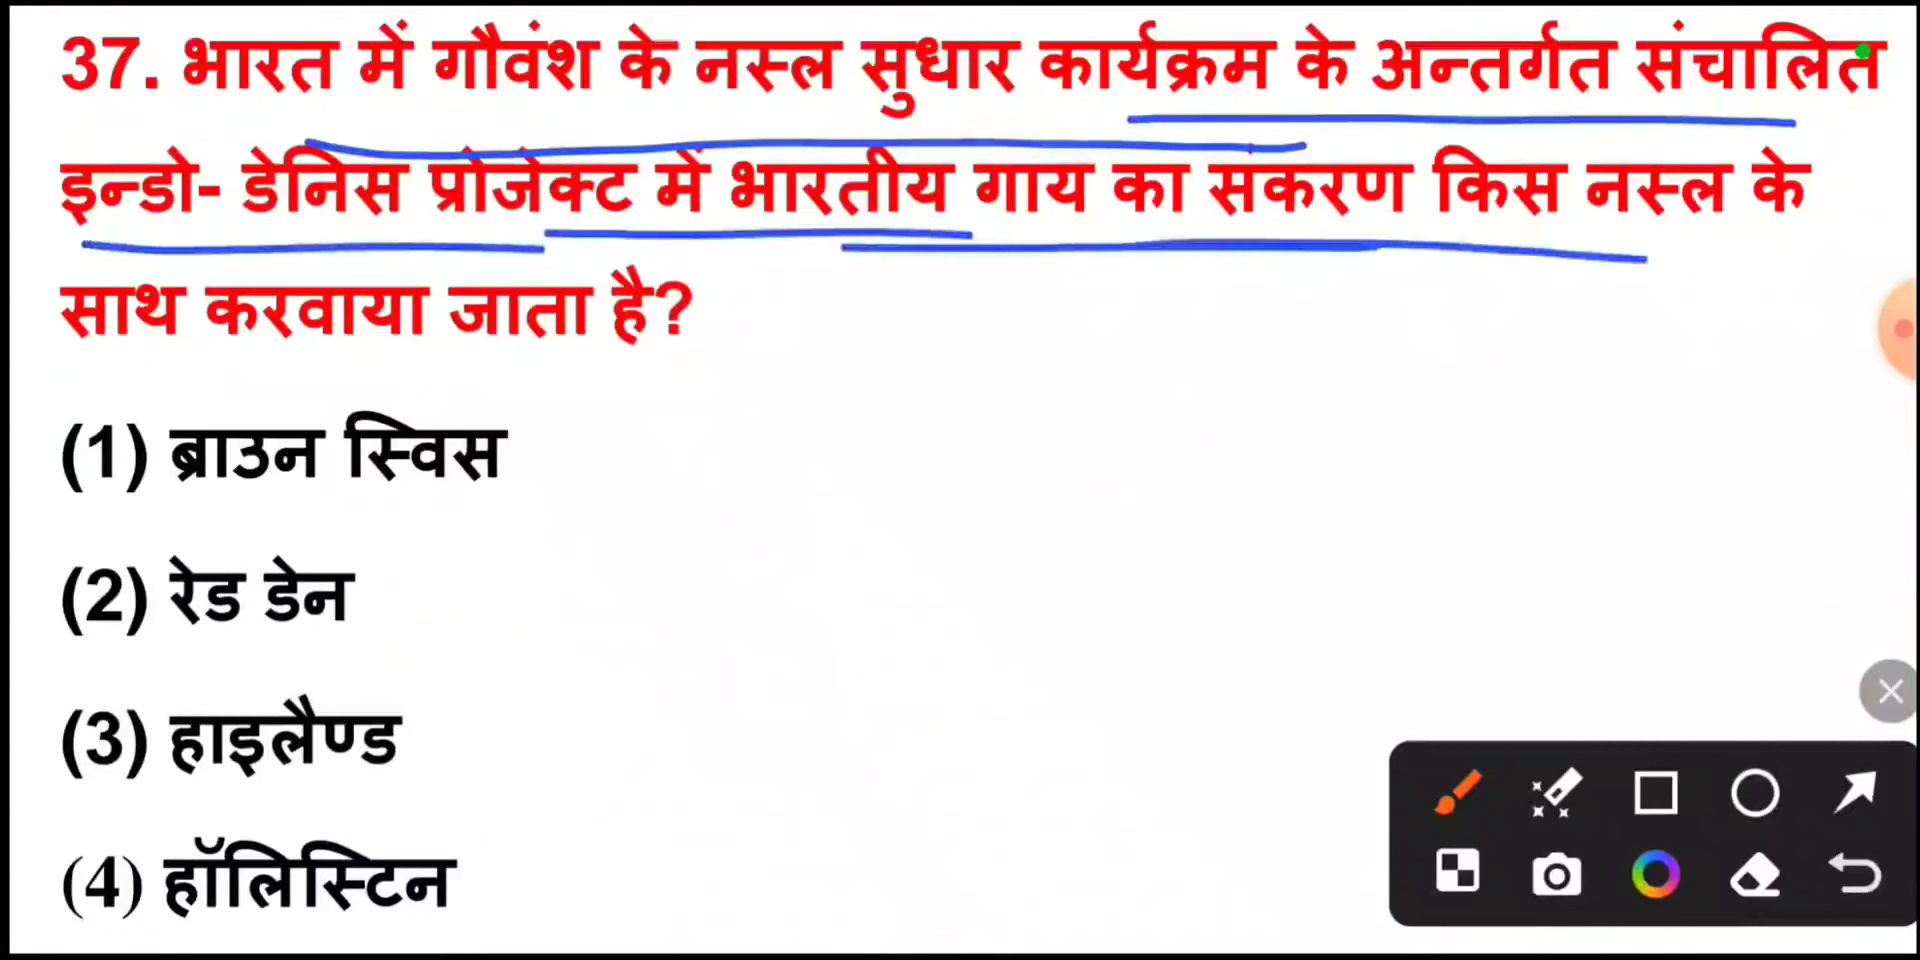 37. भारत में गौवंश के नस्ल सुधार कार्यक्रम के अन्तर्गत संचालित
इन्डो- डेनिस प्रोजेक्ट में भारतीय गाय का संकरण किस नस्ल के
साथ करवाया जाता है?
(1) ब्राउन स्विस
(2) रेड डेन
(3) हाइलैण्ड
(4) हॉलिस्टिन